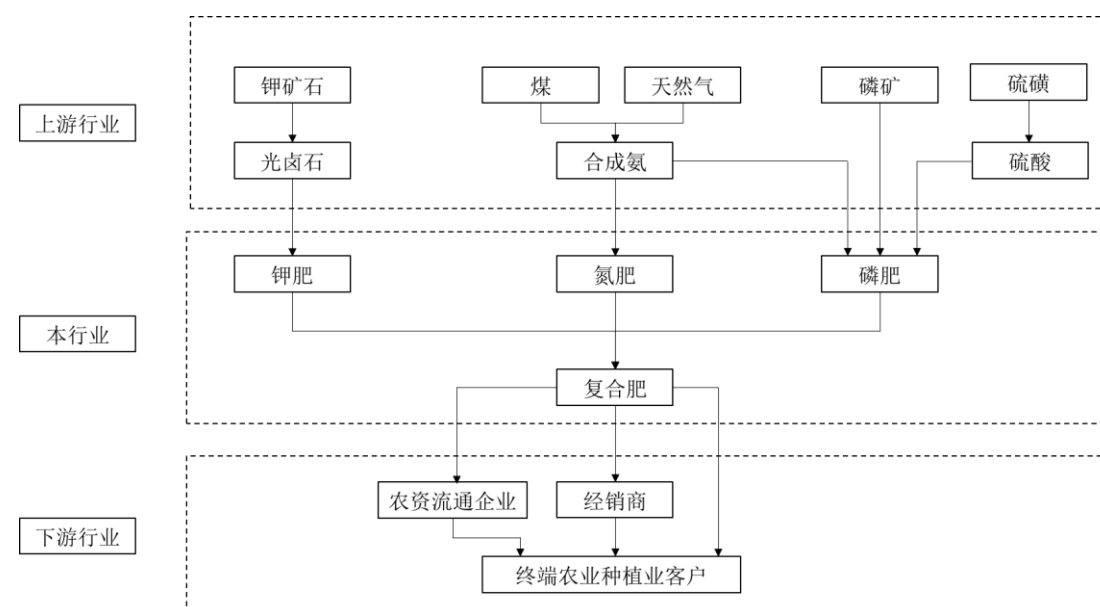 上游行业
钾矿石
煤
天然气
磷矿
硫磺
光卤石
合成氨
硫酸
本行业
钾肥
氮肥
磷肥
复合肥
下游行业
农资流通企业
经销商
终端农业种植业客户